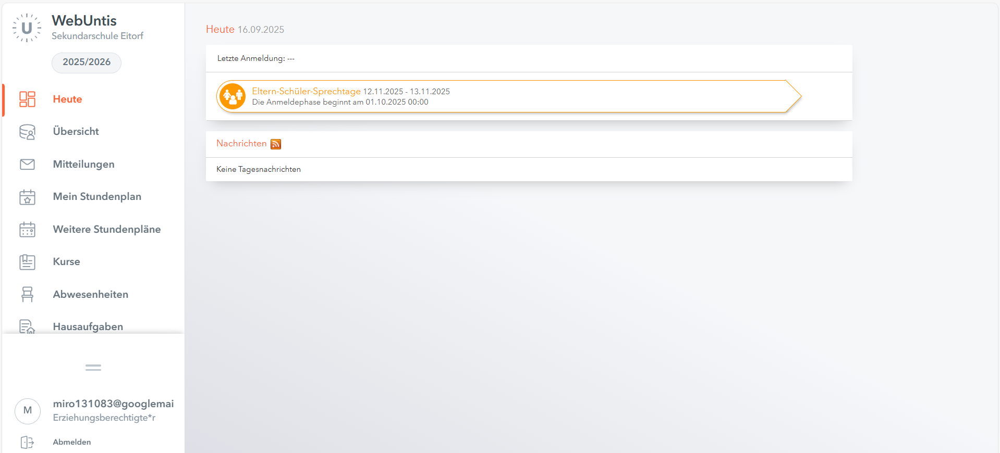 U
WebUntis
Sekundarschule Eitorf
2025/2026
Heute
Übersicht
Mitteilungen
Mein Stundenplan
Weitere Stundenpläne
Kurse
Abwesenheiten
Hausaufgaben
M
miro131083@googlemai
Erziehungsberechtigte*r
Abmelden
Heute 16.09.2025
Letzte Anmeldung: ---
Eltern-Schüler-Sprechtage 12.11.2025 - 13.11.2025
Die Anmeldephase beginnt am 01.10.2025 00:00
Nachrichten
Keine Tagesnachrichten